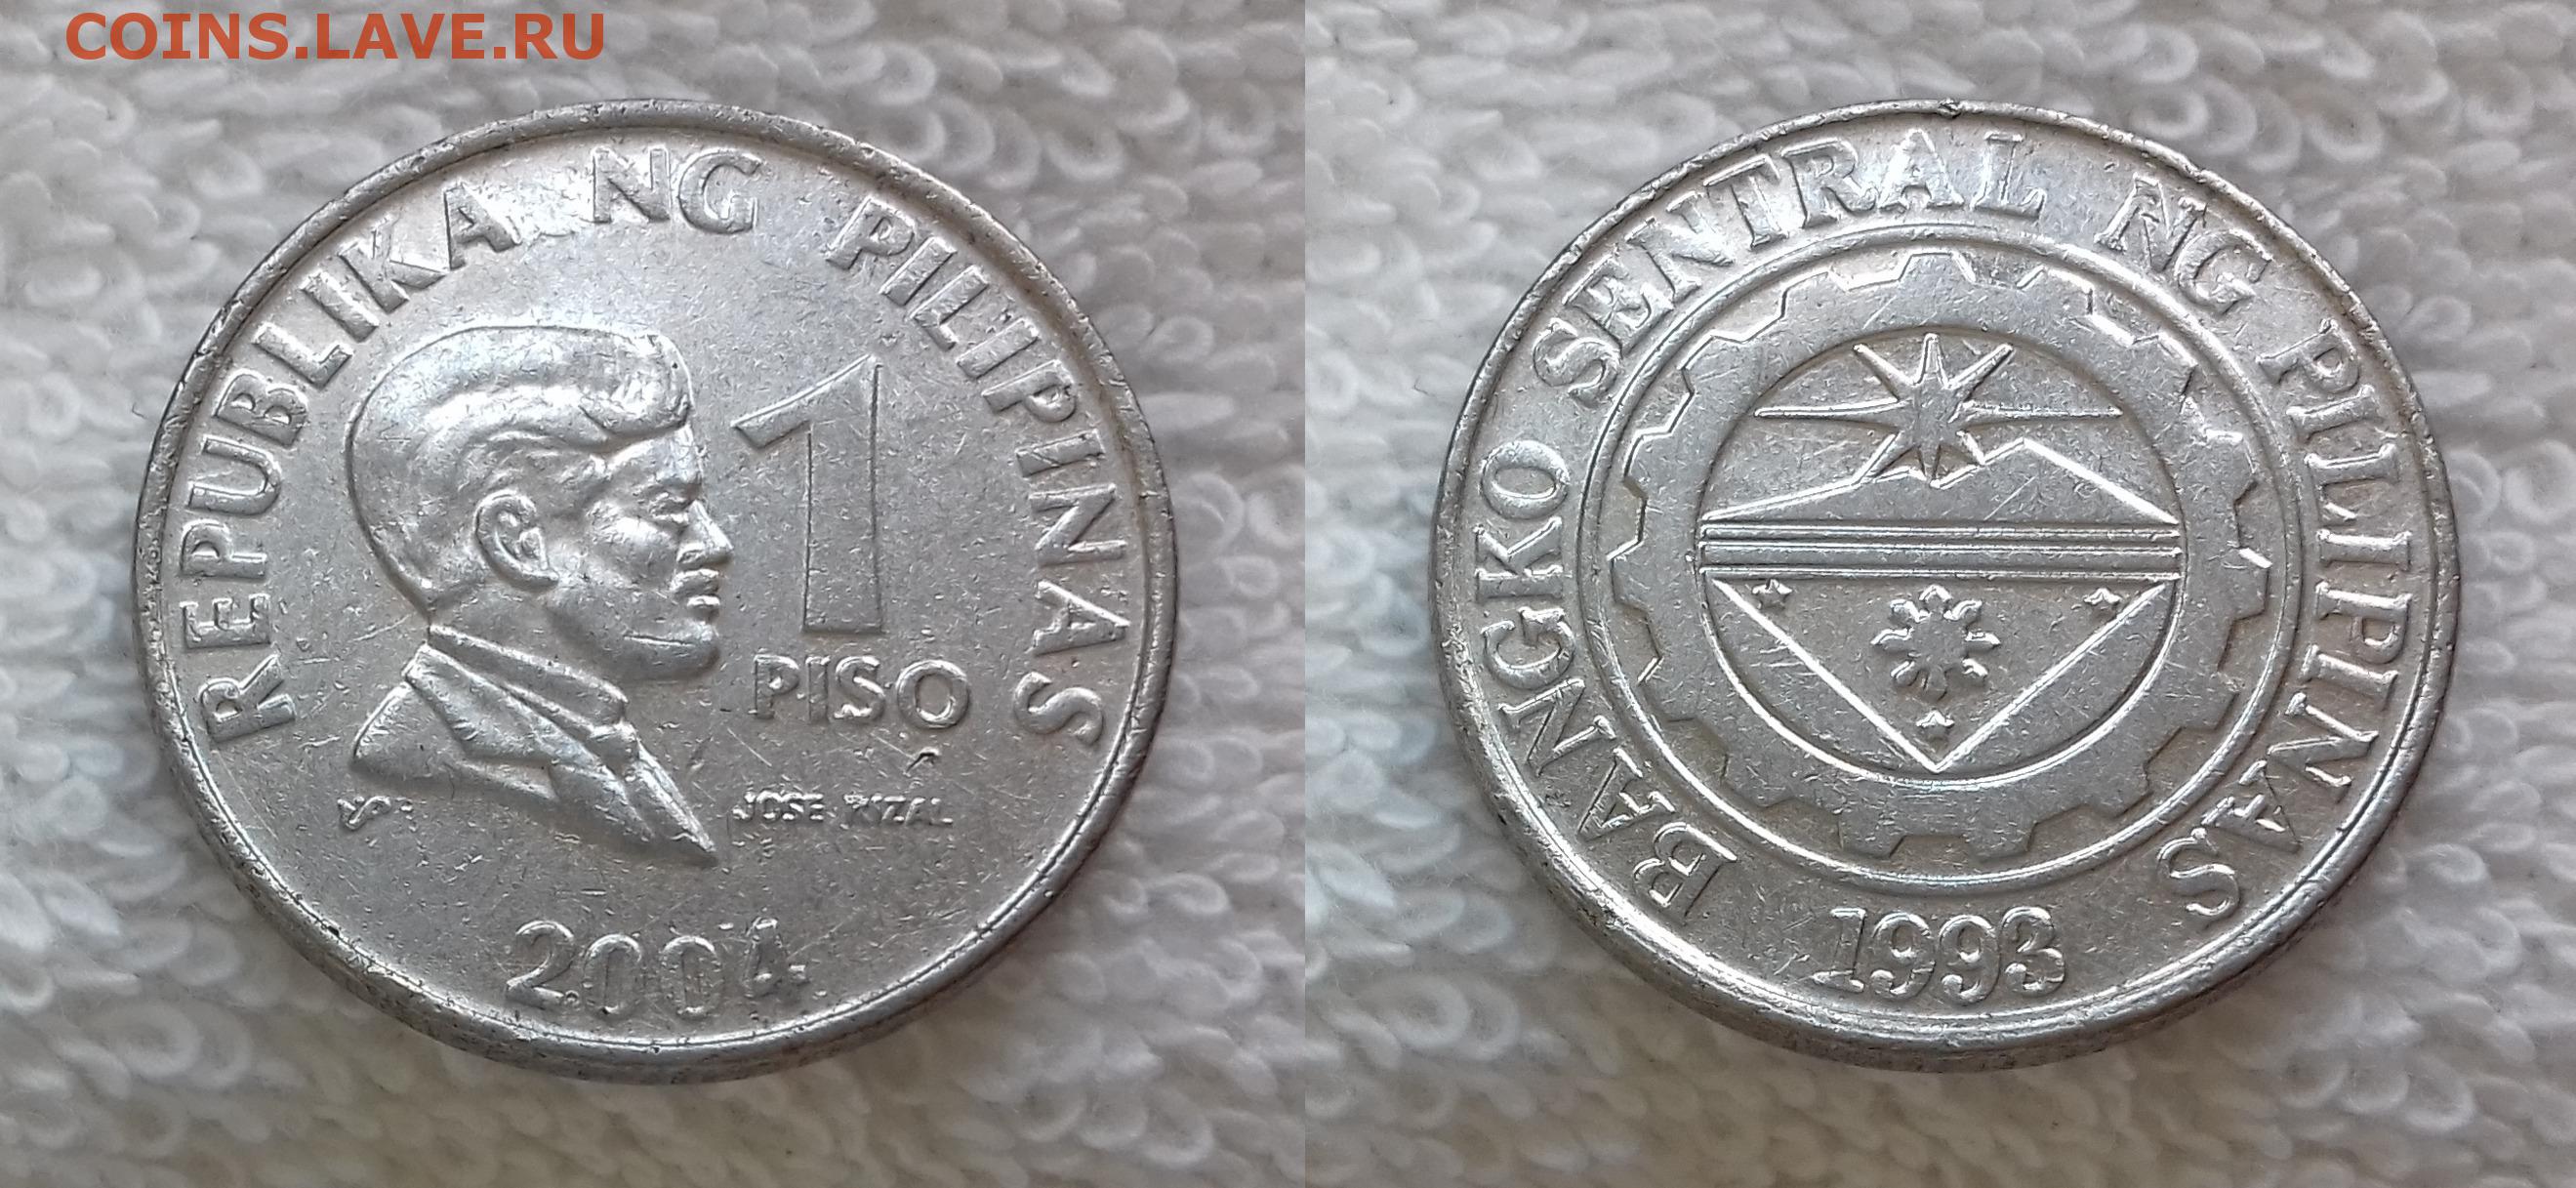 COINS.LAVE.RU
REPUBLIKA NG PILIPINAS
1
PISO
JOSE RIZAL
2004
BANGKO SENTRAL NG PILIPINAS
1993